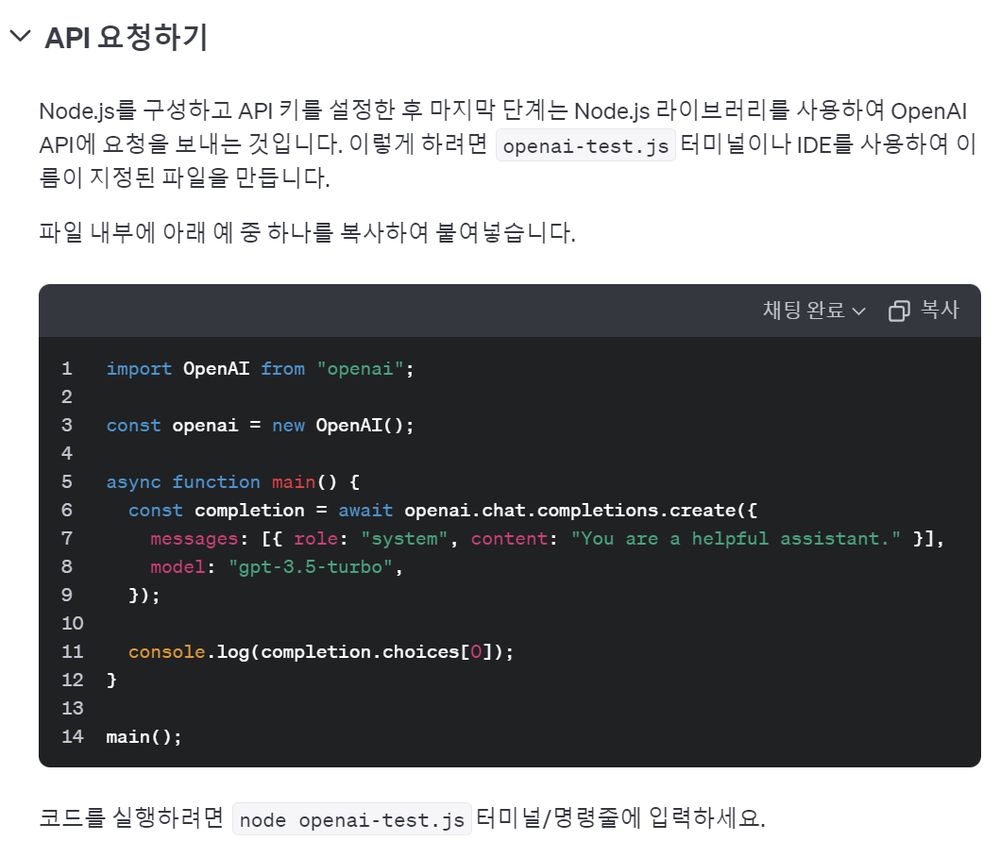 API 요청하기
Node.js를 구성하고 API 키를 설정한 후 마지막 단계는 Node.js 라이브러리를 사용하여 OpenAI
API에 요청을 보내는 것입니다. 이렇게 하려면 openai-test.js 터미널이나 IDE를 사용하여 이
름이 지정된 파일을 만듭니다.
파일 내부에 아래 예 중 하나를 복사하여 붙여넣습니다.
채팅 완료 복사
1 import OpenAI from "openai";
2
3 const openai = new OpenAI();
4
5 async function main() {
6   const completion = await openai.chat.completions.create({
7     messages: [{ role: "system", content: "You are a helpful assistant." }],
8     model: "gpt-3.5-turbo",
9   });
10
11   console.log(completion.choices[0]);
12 }
13
14 main();
코드를 실행하려면 node openai-test.js 터미널/명령줄에 입력하세요.